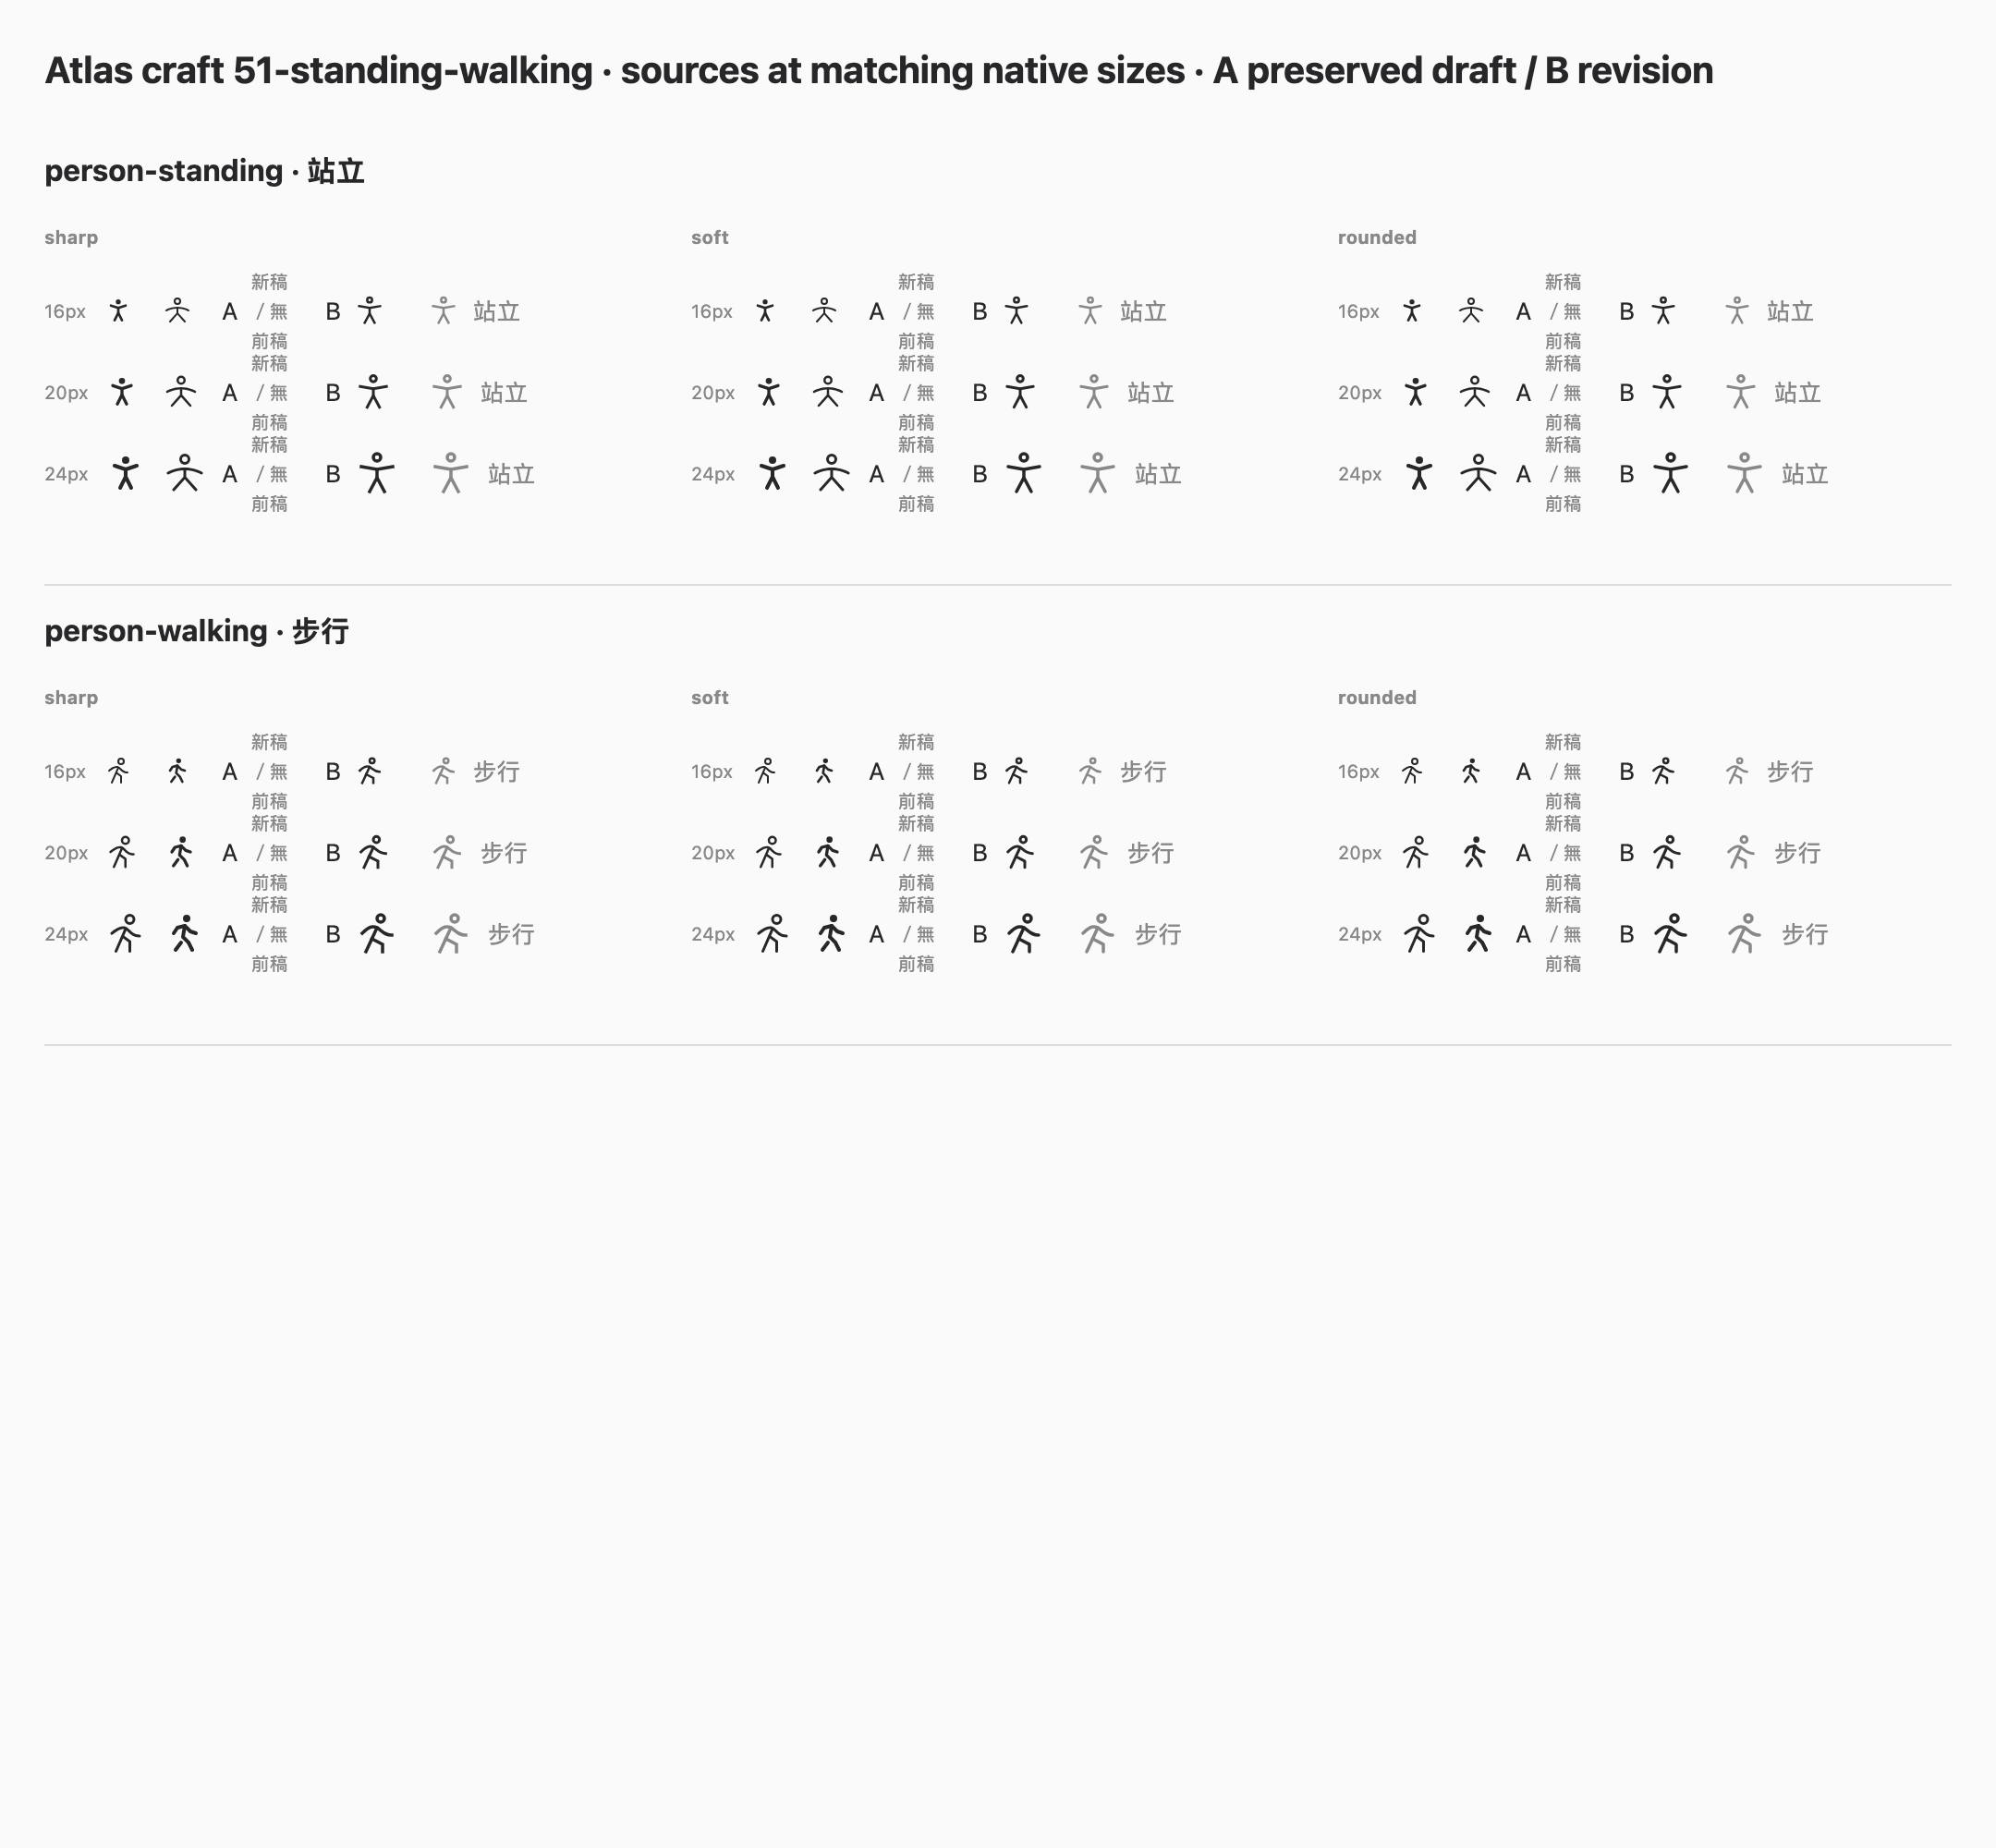 Atlas craft 51-standing-walking · sources at matching native sizes · A preserved draft / B revision
person-standing · 站立
sharp
soft
rounded
16px A 新稿 / 無 前稿 B 站立
16px A 新稿 / 無 前稿 B 站立
16px A 新稿 / 無 前稿 B 站立
20px A 新稿 / 無 前稿 B 站立
20px A 新稿 / 無 前稿 B 站立
20px A 新稿 / 無 前稿 B 站立
24px A 新稿 / 無 前稿 B 站立
24px A 新稿 / 無 前稿 B 站立
24px A 新稿 / 無 前稿 B 站立
person-walking · 步行
sharp
soft
rounded
16px A 新稿 / 無 前稿 B 步行
16px A 新稿 / 無 前稿 B 步行
16px A 新稿 / 無 前稿 B 步行
20px A 新稿 / 無 前稿 B 步行
20px A 新稿 / 無 前稿 B 步行
20px A 新稿 / 無 前稿 B 步行
24px A 新稿 / 無 前稿 B 步行
24px A 新稿 / 無 前稿 B 步行
24px A 新稿 / 無 前稿 B 步行